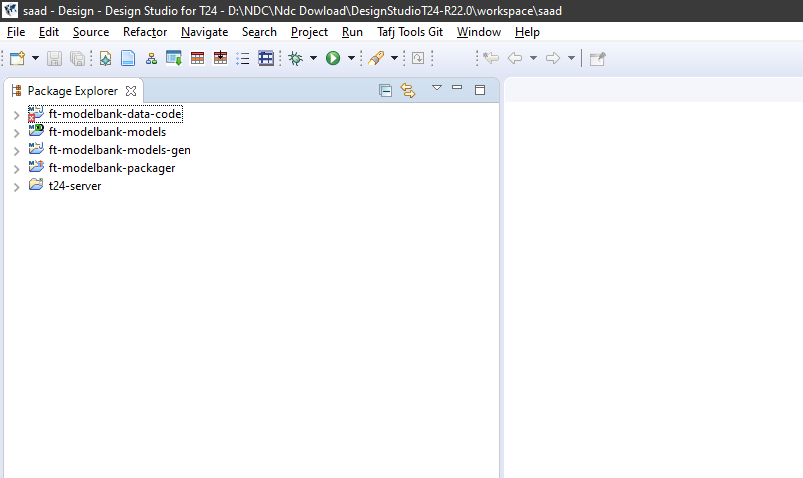 saad - Design - Design Studio for T24 - D:\NDC\Ndc Dowload\DesignStudioT24-R22.0\workspace\saad
File Edit Source Refactor Navigate Search Project Run Tafj Tools Git Window Help
Package Explorer
ft-modelbank-data-code
ft-modelbank-models
ft-modelbank-models-gen
ft-modelbank-packager
t24-server